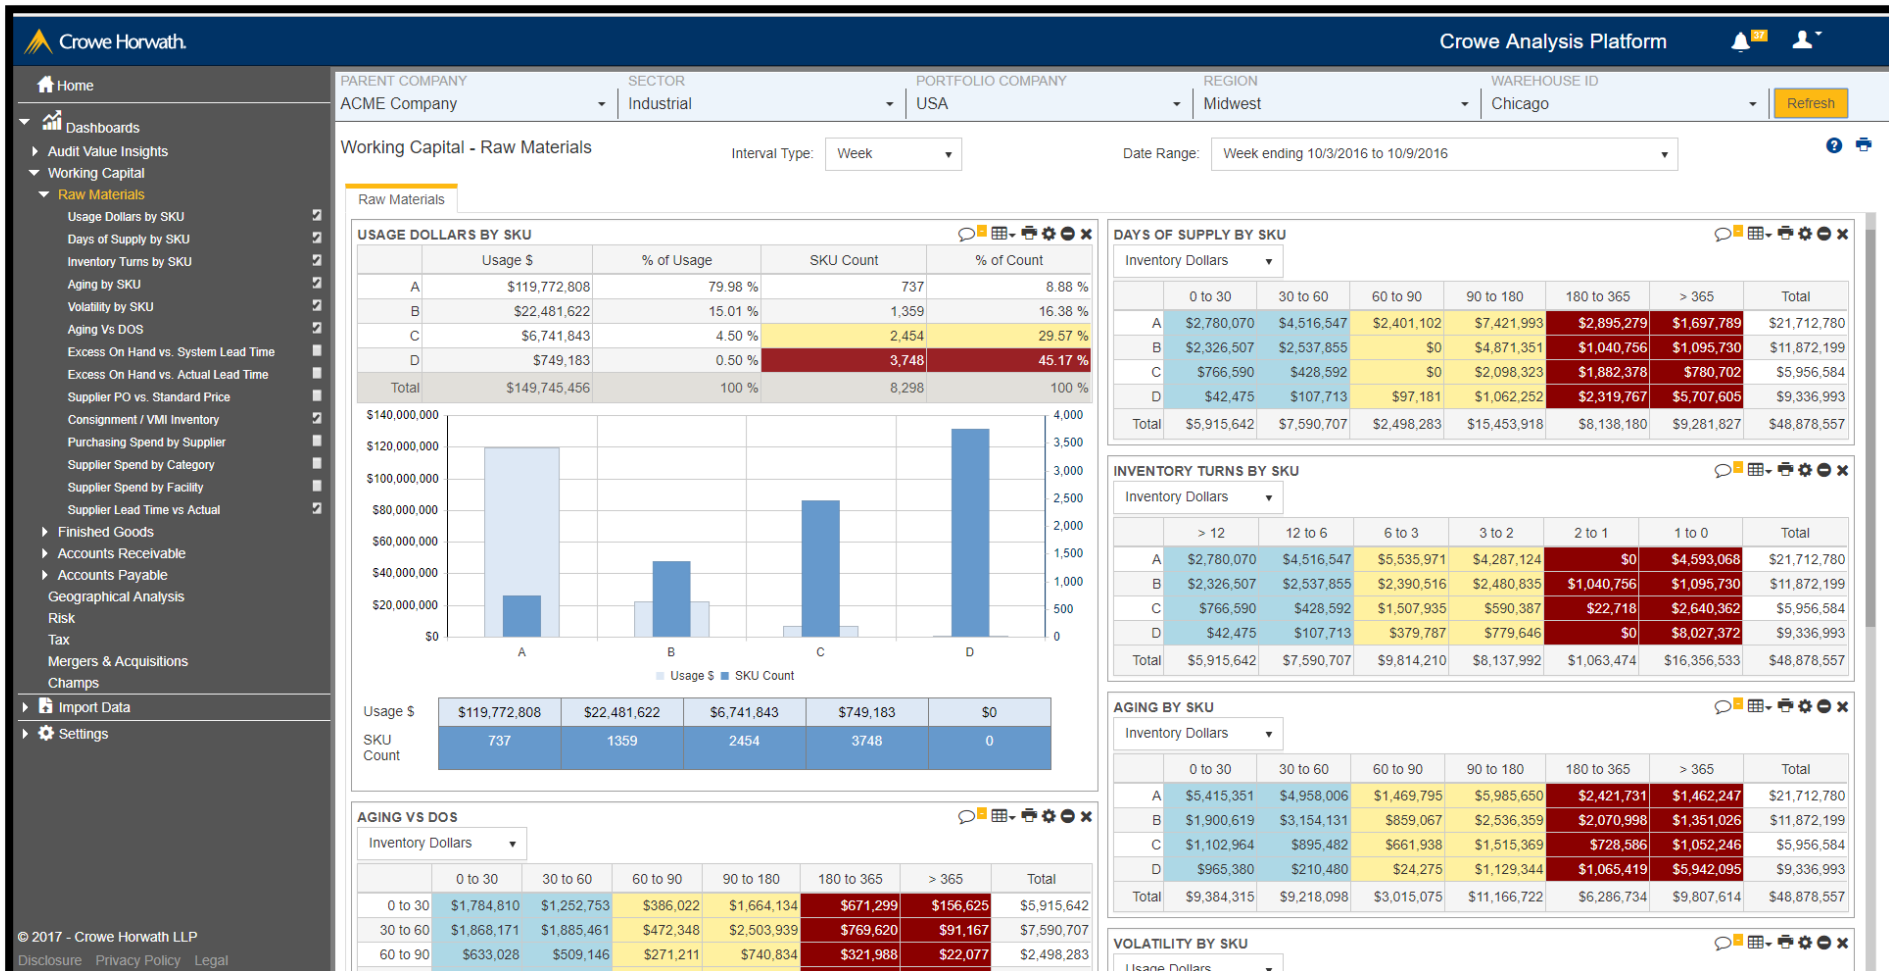 Crowe Horwath.
Crowe Analysis Platform
37
Home
Dashboards
Audit Value Insights
Working Capital
Raw Materials
Usage Dollars by SKU
Days of Supply by SKU
Inventory Turns by SKU
Aging by SKU
Volatility by SKU
Aging Vs DOS
Excess On Hand vs. System Lead Time
Excess On Hand vs. Actual Lead Time
Supplier PO vs. Standard Price
Consignment / VMI Inventory
Purchasing Spend by Supplier
Supplier Spend by Category
Supplier Spend by Facility
Supplier Lead Time vs Actual
Finished Goods
Accounts Receivable
Accounts Payable
Geographical Analysis
Risk
Tax
Mergers & Acquisitions
Champs
Import Data
Settings
© 2017 - Crowe Horwath LLP
Disclosure Privacy Policy Legal
PARENT COMPANY SECTOR PORTFOLIO COMPANY REGION WAREHOUSE ID
ACME Company Industrial USA Midwest Chicago Refresh
Working Capital - Raw Materials Interval Type: Week Date Range: Week ending 10/3/2016 to 10/9/2016
Raw Materials
USAGE DOLLARS BY SKU
Usage $ % of Usage SKU Count % of Count
A $119,772,808 79.98 % 737 8.88 %
B $22,481,622 15.01 % 1,359 16.38 %
C $6,741,843 4.50 % 2,454 29.57 %
D $749,183 0.50 % 3,748 45.17 %
Total $149,745,456 100 % 8,298 100 %
$140,000,000 4,000
$120,000,000 3,500
$100,000,000 3,000
$80,000,000 2,500
$60,000,000 2,000
$40,000,000 1,500
$20,000,000 1,000
$0 500
0
A B C D
Usage $ SKU Count
Usage $ $119,772,808 $22,481,622 $6,741,843 $749,183 $0
SKU Count 737 1359 2454 3748 0
AGING VS DOS
Inventory Dollars
0 to 30 30 to 60 60 to 90 90 to 180 180 to 365 > 365 Total
0 to 30 $1,784,810 $1,252,753 $386,022 $1,664,134 $671,299 $156,625 $5,915,642
30 to 60 $1,868,171 $1,885,461 $472,348 $2,503,939 $769,620 $91,167 $7,590,707
60 to 90 $633,028 $509,146 $271,211 $740,834 $321,988 $22,077 $2,498,283
DAYS OF SUPPLY BY SKU
Inventory Dollars
0 to 30 30 to 60 60 to 90 90 to 180 180 to 365 > 365 Total
A $2,780,070 $4,516,547 $2,401,102 $7,421,993 $2,895,279 $1,697,789 $21,712,780
B $2,326,507 $2,537,855 $0 $4,871,351 $1,040,756 $1,095,730 $11,872,199
C $766,590 $428,592 $0 $2,098,323 $1,882,378 $780,702 $5,956,584
D $42,475 $107,713 $97,181 $1,062,252 $2,319,767 $5,707,605 $9,336,993
Total $5,915,642 $7,590,707 $2,498,283 $15,453,918 $8,138,180 $9,281,827 $48,878,557
INVENTORY TURNS BY SKU
Inventory Dollars
> 12 12 to 6 6 to 3 3 to 2 2 to 1 1 to 0 Total
A $2,780,070 $4,516,547 $5,535,971 $4,287,124 $0 $4,593,068 $21,712,780
B $2,326,507 $2,537,855 $2,390,516 $2,480,835 $1,040,756 $1,095,730 $11,872,199
C $766,590 $428,592 $1,507,935 $590,387 $22,718 $2,640,362 $5,956,584
D $42,475 $107,713 $379,787 $779,646 $0 $8,027,372 $9,336,993
Total $5,915,642 $7,590,707 $9,814,210 $8,137,992 $1,063,474 $16,356,533 $48,878,557
AGING BY SKU
Inventory Dollars
0 to 30 30 to 60 60 to 90 90 to 180 180 to 365 > 365 Total
A $5,415,351 $4,958,006 $1,469,795 $5,985,650 $2,421,731 $1,462,247 $21,712,780
B $1,900,619 $3,154,131 $859,067 $2,536,359 $2,070,998 $1,351,026 $11,872,199
C $1,102,964 $895,482 $661,938 $1,515,369 $728,586 $1,052,246 $5,956,584
D $965,380 $210,480 $24,275 $1,129,344 $1,065,419 $5,942,095 $9,336,993
Total $9,384,315 $9,218,098 $3,015,075 $11,166,722 $6,286,734 $9,807,614 $48,878,557
VOLATILITY BY SKU
Usage Dollars